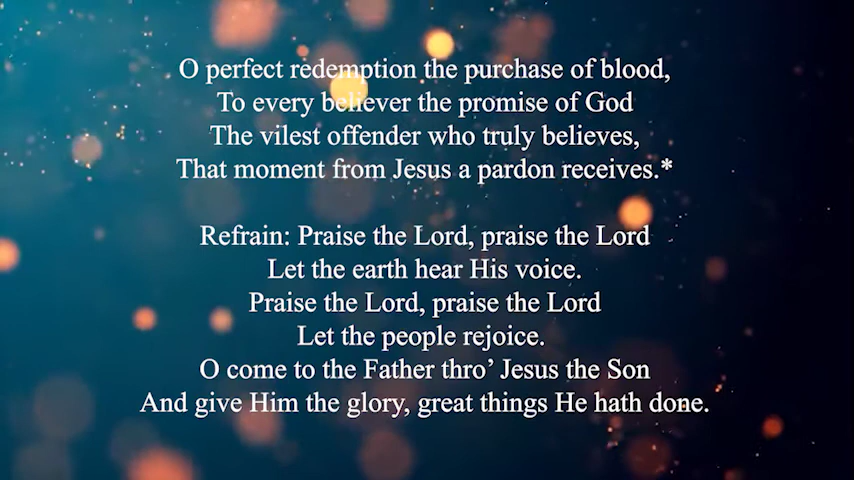 O perfect redemption the purchase of blood,
To every believer the promise of God
The vilest offender who truly believes,
That moment from Jesus a pardon receives.*
Refrain: Praise the Lord, praise the Lord
Let the earth hear His voice.
Praise the Lord, praise the Lord
Let the people rejoice.
O come to the Father thro’ Jesus the Son
And give Him the glory, great things He hath done.